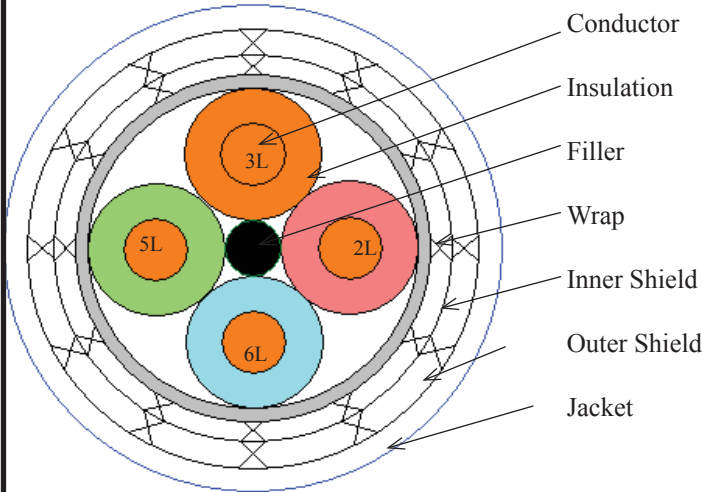 Conductor
Insulation
3L
Filler
Wrap
5L
2L
Inner Shield
Outer Shield
6L
Jacket